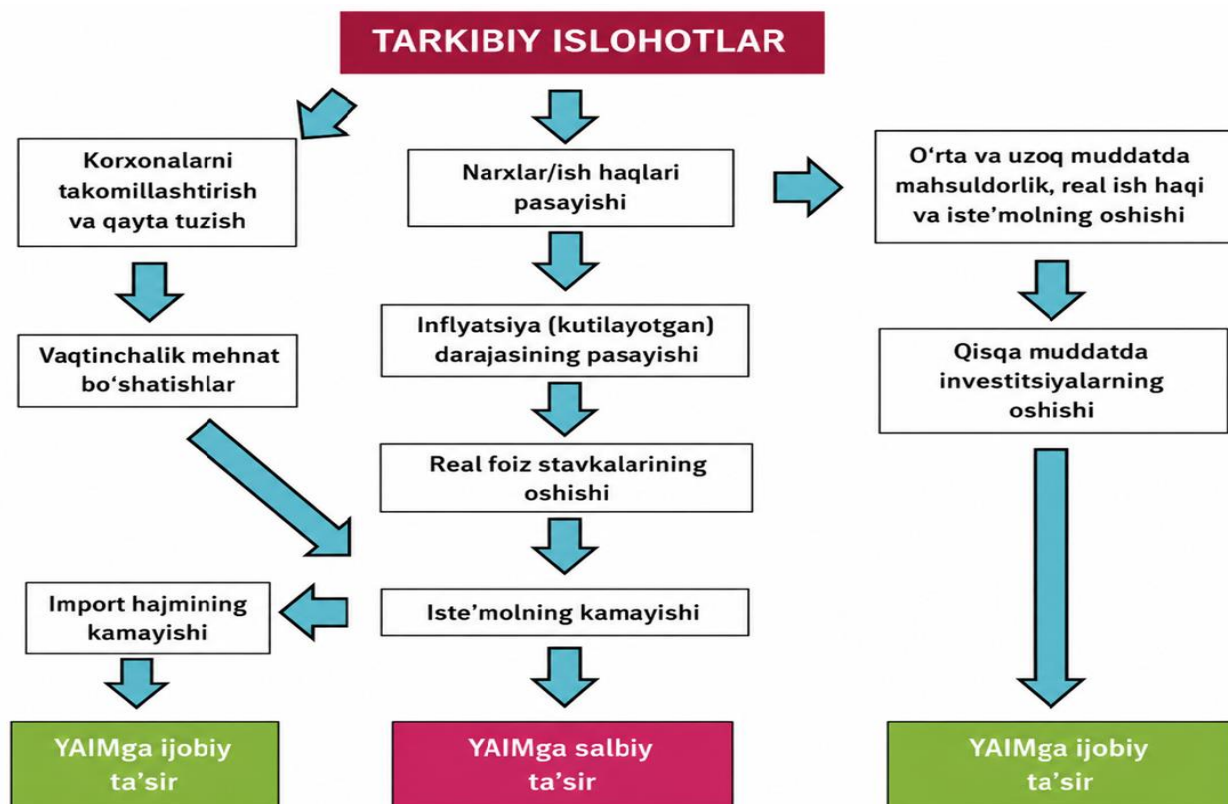 TARKIBIY ISLOHOTLAR
Korxonalarni
takomillashtirish
va qayta tuzish
Narxlar/ish haqlari
pasayishi
O‘rta va uzoq muddatda
mahsuldorlik, real ish haqi
va iste’molning oshishi
Vaqtinchalik mehnat
bo‘shatishlar
Inflyatsiya (kutilayotgan)
darajasining pasayishi
Qisqa muddatda
investitsiyalarning
oshishi
Real foiz stavkalarining
oshishi
Import hajmining
kamayishi
Iste’molning kamayishi
YAIMga ijobiy
ta’sir
YAIMga salbiy
ta’sir
YAIMga ijobiy
ta’sir